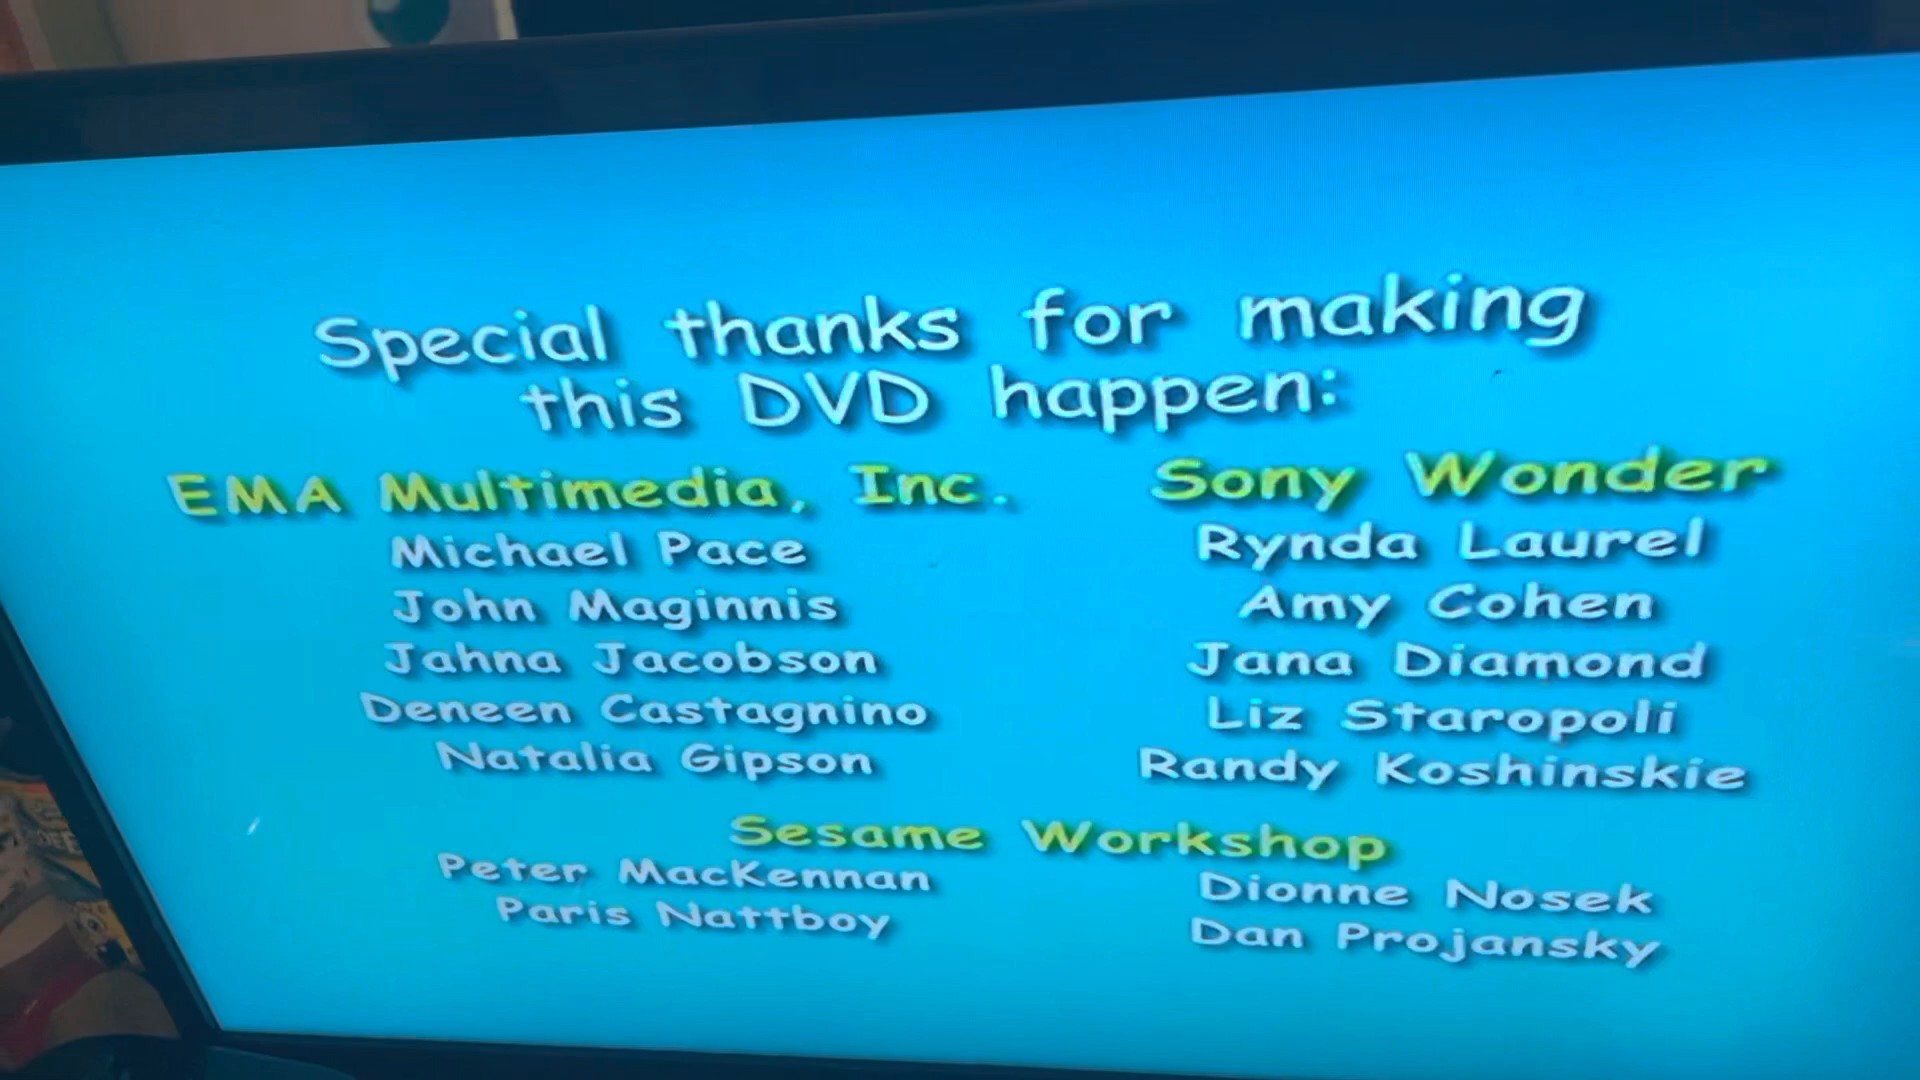 Special thanks for making
this DVD happen:
EMA Multimedia, Inc.
Michael Pace
John Maginnis
Jahna Jacobson
Deneen Castagnino
Natalia Gipson
Sony Wonder
Rynda Laurel
Amy Cohen
Jana Diamond
Liz Staropoli
Randy Koshinskie
Sesame Workshop
Peter MacKennan
Paris Nattboy
Dionne Nosek
Dan Projansky